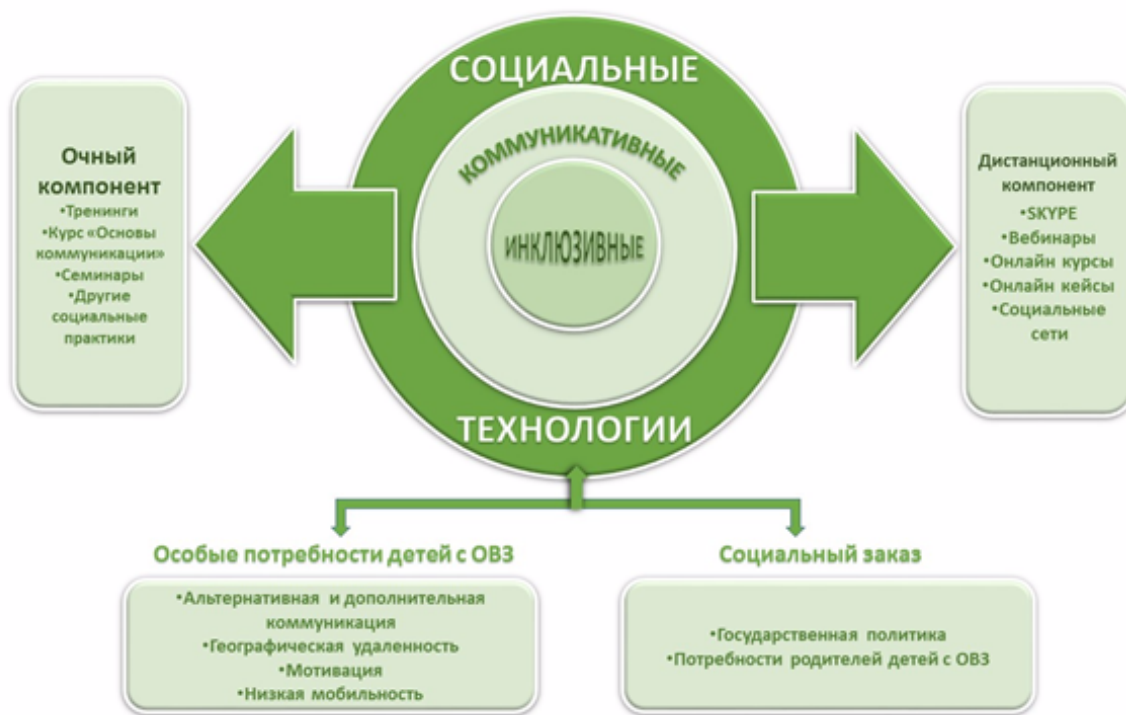 СОЦИАЛЬНЫЕ
КОММУНИКАТИВНЫЕ
ИНКЛЮЗИВНЫЕ
ТЕХНОЛОГИИ
Очный
компонент
•Тренинги
•Курс «Основы
коммуникации»
•Семинары
•Другие
социальные
практики
Дистанционный
компонент
•SKYPE
•Вебинары
•Онлайн курсы
•Онлайн кейсы
•Социальные
сети
Особые потребности детей с ОВЗ
•Альтернативная и дополнительная
коммуникация
•Географическая удаленность
•Мотивация
•Низкая мобильность
Социальный заказ
•Государственная политика
•Потребности родителей детей с ОВЗ